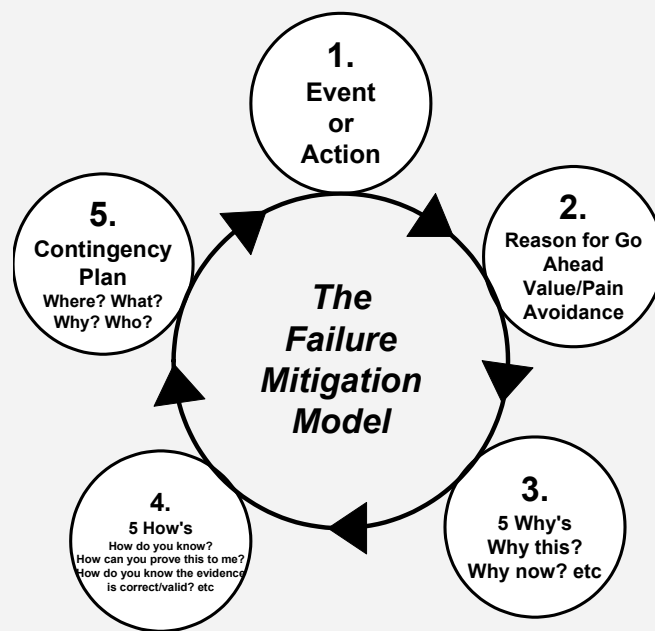 1.
Event
or
Action
2.
Reason for Go
Ahead
Value/Pain
Avoidance
3.
5 Why's
Why this?
Why now? etc
4.
5 How's
How do you know?
How can you prove this to me?
How do you know the evidence
is correct/valid? etc
5.
Contingency
Plan
Where? What?
Why? Who?
The
Failure
Mitigation
Model